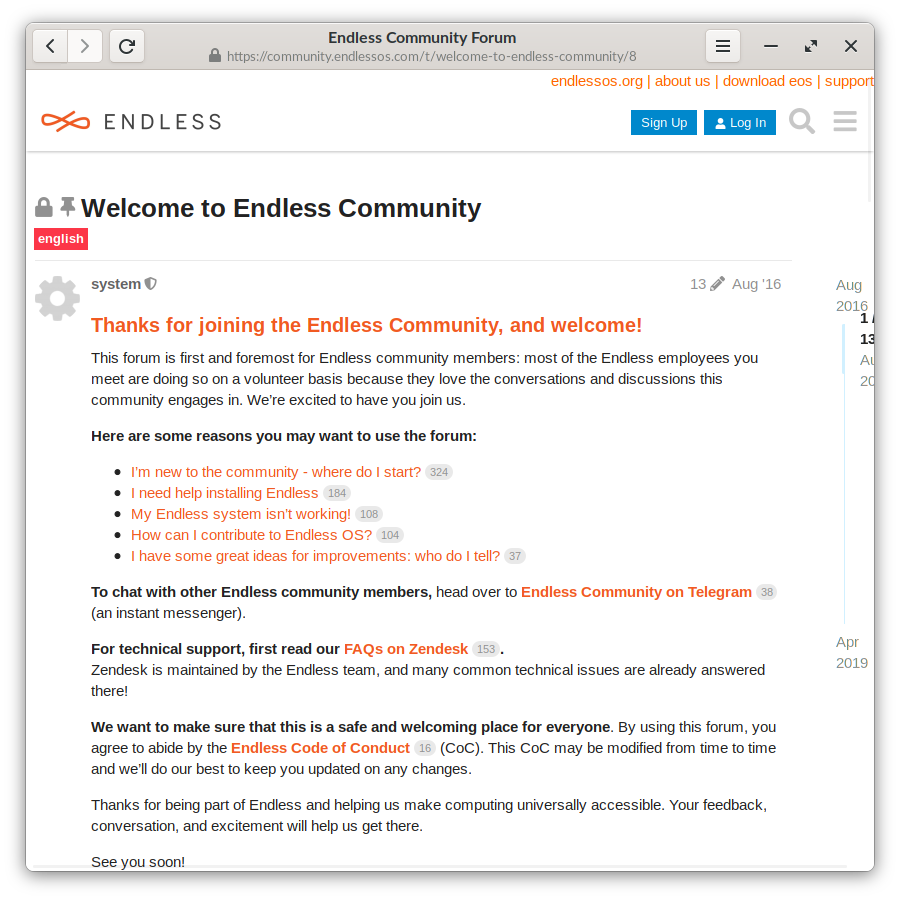 Endless Community Forum
https://community.endlessos.com/t/welcome-to-endless-community/8
endlessos.org | about us | download eos | support
ENDLESS
Sign Up
Log In
Welcome to Endless Community
english
system
13 Aug '16
Thanks for joining the Endless Community, and welcome!
This forum is first and foremost for Endless community members: most of the Endless employees you
meet are doing so on a volunteer basis because they love the conversations and discussions this
community engages in. We’re excited to have you join us.
Here are some reasons you may want to use the forum:
I’m new to the community - where do I start? 324
I need help installing Endless 184
My Endless system isn’t working! 108
How can I contribute to Endless OS? 104
I have some great ideas for improvements: who do I tell? 37
To chat with other Endless community members, head over to Endless Community on Telegram 38
(an instant messenger).
For technical support, first read our FAQs on Zendesk 153 .
Zendesk is maintained by the Endless team, and many common technical issues are already answered
there!
We want to make sure that this is a safe and welcoming place for everyone. By using this forum, you
agree to abide by the Endless Code of Conduct 16 (CoC). This CoC may be modified from time to time
and we’ll do our best to keep you updated on any changes.
Thanks for being part of Endless and helping us make computing universally accessible. Your feedback,
conversation, and excitement will help us get there.
See you soon!
Aug
2016
1 /
13
Apr
2019